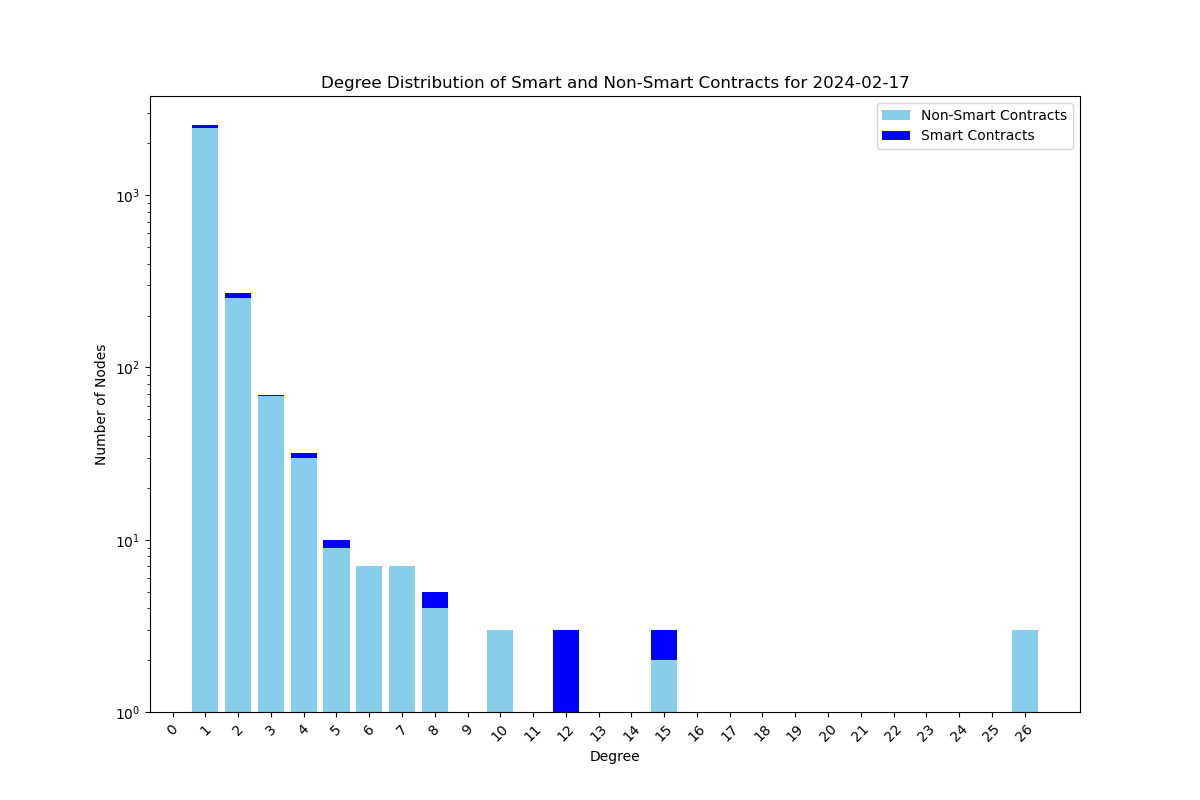 Degree Distribution of Smart and Non-Smart Contracts for 2024-02-17
Non-Smart Contracts
Smart Contracts
Number of Nodes
10³
10²
10¹
10⁰
0 1 2 3 4 5 6 7 8 9 10 11 12 13 14 15 16 17 18 19 20 21 22 23 24 25 26
Degree